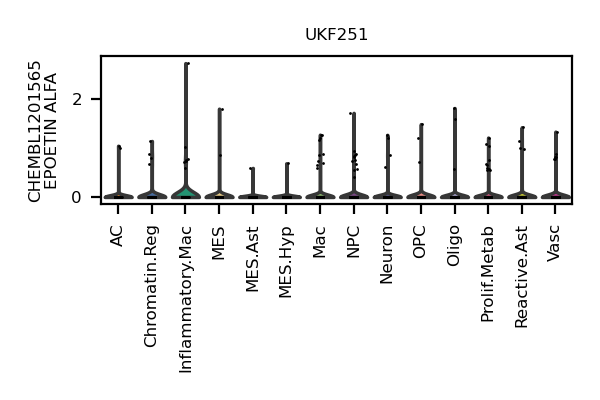 UKF251
CHEMBL1201565
EPOETIN ALFA
2
0
AC
Chromatin.Reg
Inflammatory.Mac
MES
MES.Ast
MES.Hyp
Mac
NPC
Neuron
OPC
Oligo
Prolif.Metab
Reactive.Ast
Vasc